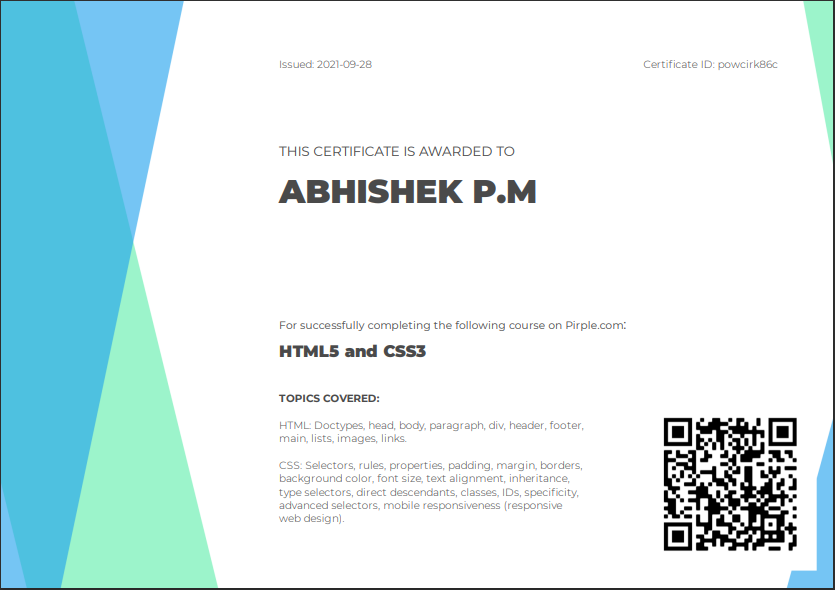 Issued: 2021-09-28
Certificate ID: powcirk86c
THIS CERTIFICATE IS AWARDED TO
ABHISHEK P.M
For successfully completing the following course on Pirple.com:
HTML5 and CSS3
TOPICS COVERED:
HTML: Doctypes, head, body, paragraph, div, header, footer,
main, lists, images, links.
CSS: Selectors, rules, properties, padding, margin, borders,
background color, font size, text alignment, inheritance,
type selectors, direct descendants, classes, IDs, specificity,
advanced selectors, mobile responsiveness (responsive
web design).